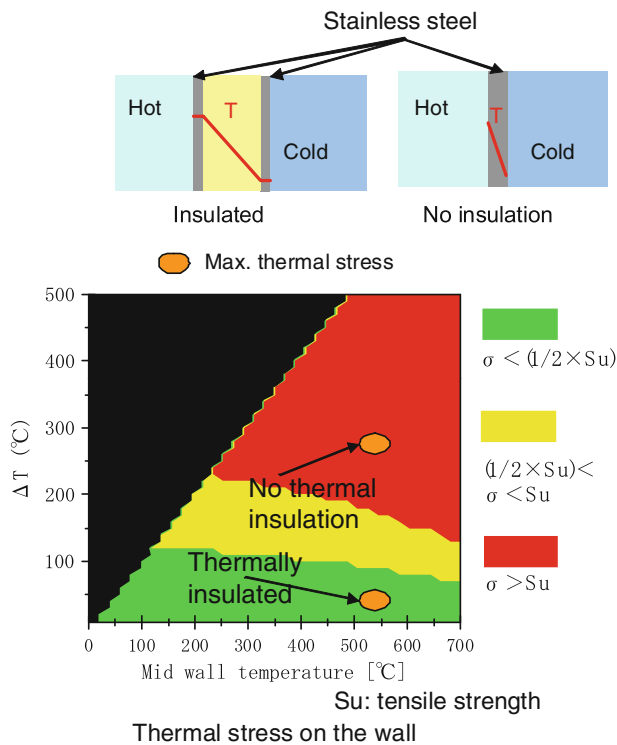 Stainless steel
Hot
T
Cold
Insulated
Hot
T
Cold
No insulation
Max. thermal stress
500
400
300
200
100
ΔT (℃)
No thermal
insulation
Thermally
insulated
0
100
200
300
400
500
600
700
Mid wall temperature [℃]
σ < (1/2×Su)
(1/2×Su)<
σ <Su
σ >Su
Su: tensile strength
Thermal stress on the wall